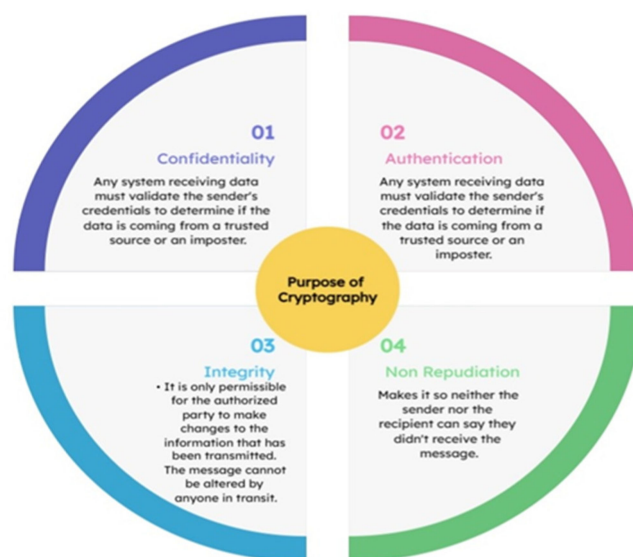 01
Confidentiality
Any system receiving data
must validate the sender's
credentials to determine if the
data is coming from a trusted
source or an imposter.
02
Authentication
Any system receiving data
must validate the sender's
credentials to determine if
the data is coming from a
trusted source or an
imposter.
Purpose of
Cryptography
03
Integrity
• It is only permissible
for the authorized
party to make
changes to the
information that has
been transmitted.
The message cannot
be altered by
anyone in transit.
04
Non Repudiation
Makes it so neither the
sender nor the
recipient can say they
didn't receive the
message.